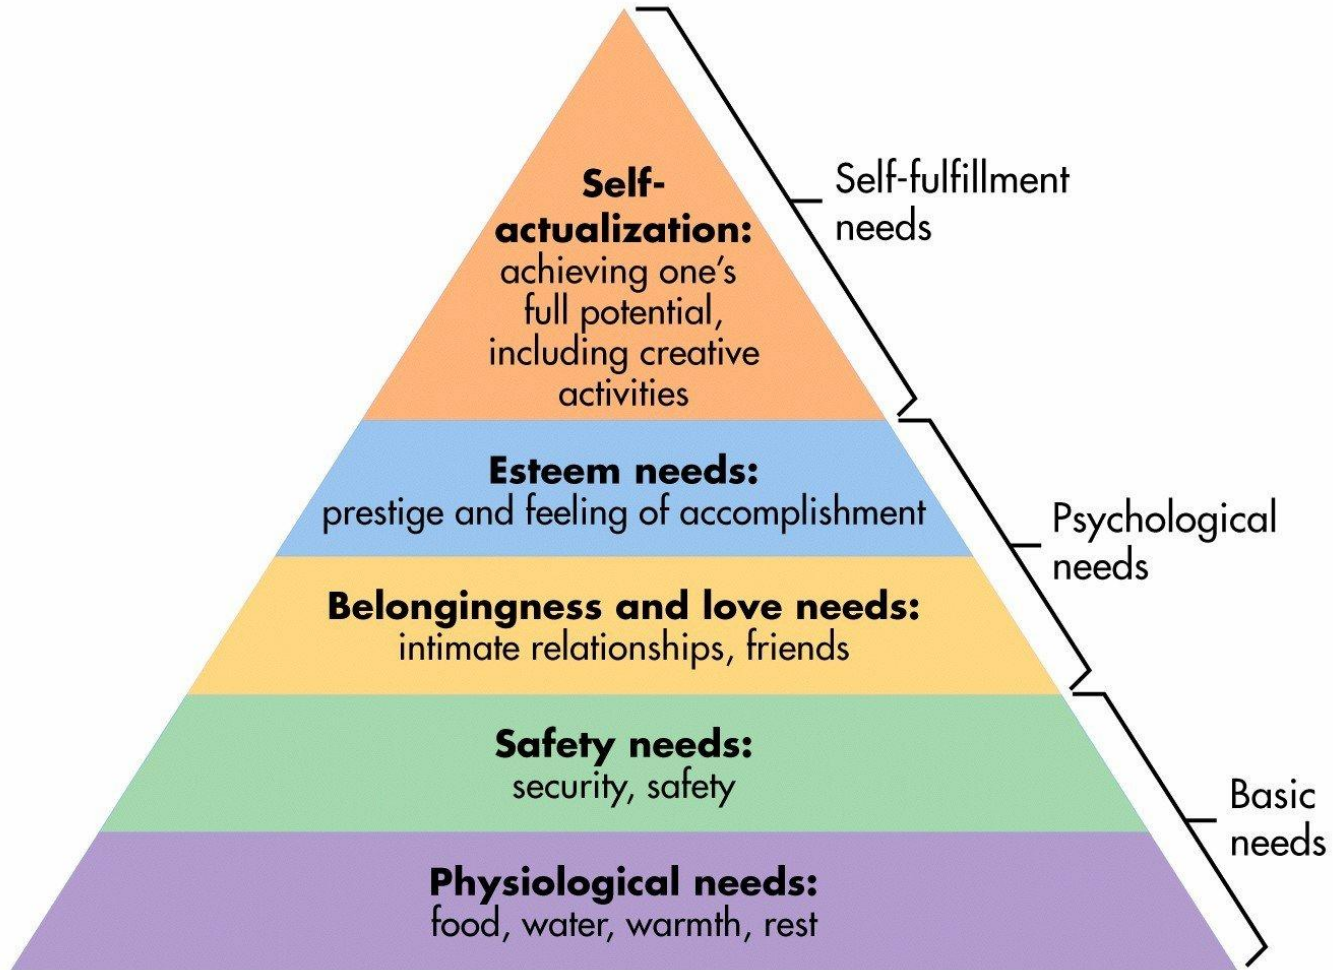 Self-
actualization:
achieving one's
full potential,
including creative
activities
Self-fulfillment
needs
Esteem needs:
prestige and feeling of accomplishment
Psychological
needs
Belongingness and love needs:
intimate relationships, friends
Safety needs:
security, safety
Basic
needs
Physiological needs:
food, water, warmth, rest